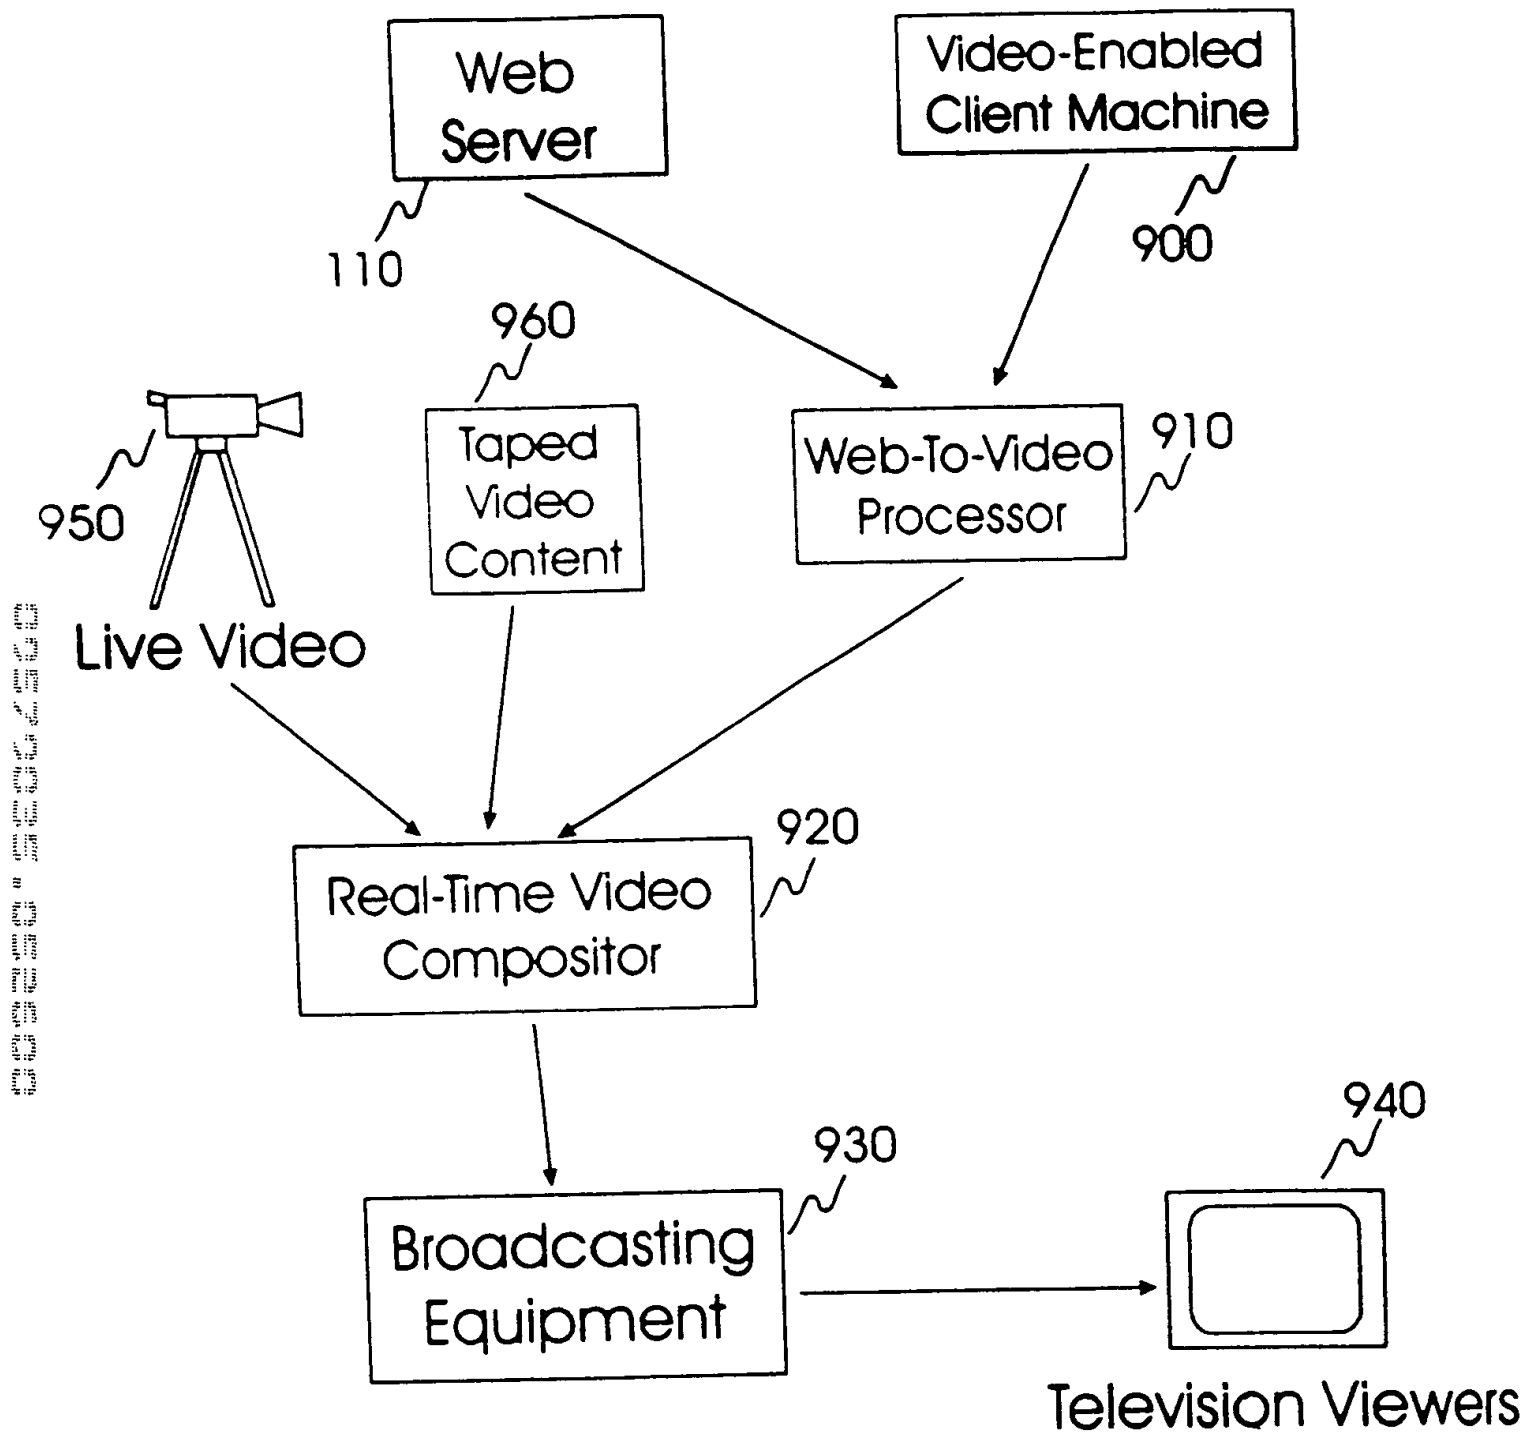 Web
Server
Video-Enabled
Client Machine
110
900
960
950
Taped
Video
Content
Web-To-Video
Processor
910
Live Video
920
Real-Time Video
Compositor
930
940
Broadcasting
Equipment
Television Viewers